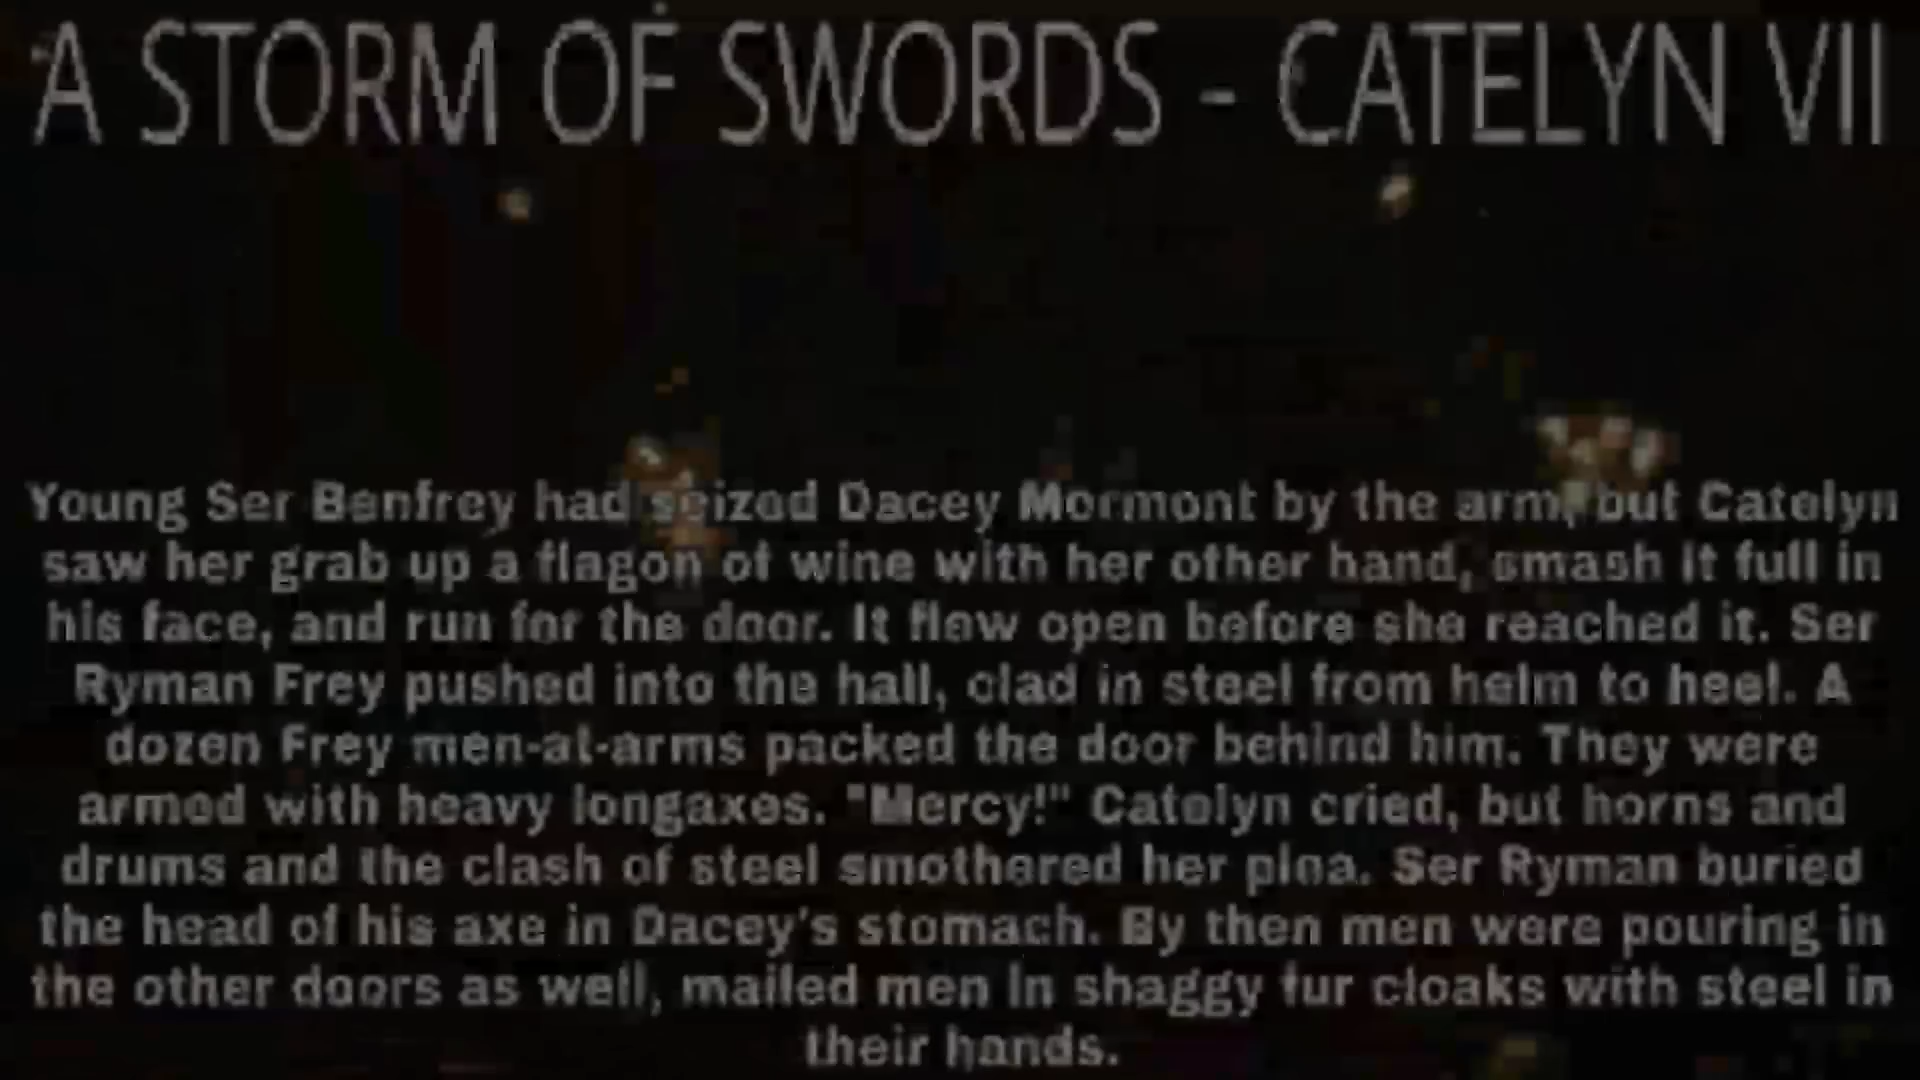 A STORM OF SWORDS - CATELYN VII
Young Ser Benfrey had seized Dacey Mormont by the arm, but Catelyn
saw her grab up a flagon of wine with her other hand, smash it full in
his face, and run for the door. It flew open before she reached it. Ser
Ryman Frey pushed into the hall, clad in steel from helm to heel. A
dozen Frey men-at-arms packed the door behind him. They were
armed with heavy longaxes. "Mercy!" Catelyn cried, but horns and
drums and the clash of steel smothered her plea. Ser Ryman buried
the head of his axe in Dacey's stomach. By then men were pouring in
the other doors as well, mailed men in shaggy fur cloaks with steel in
their hands.